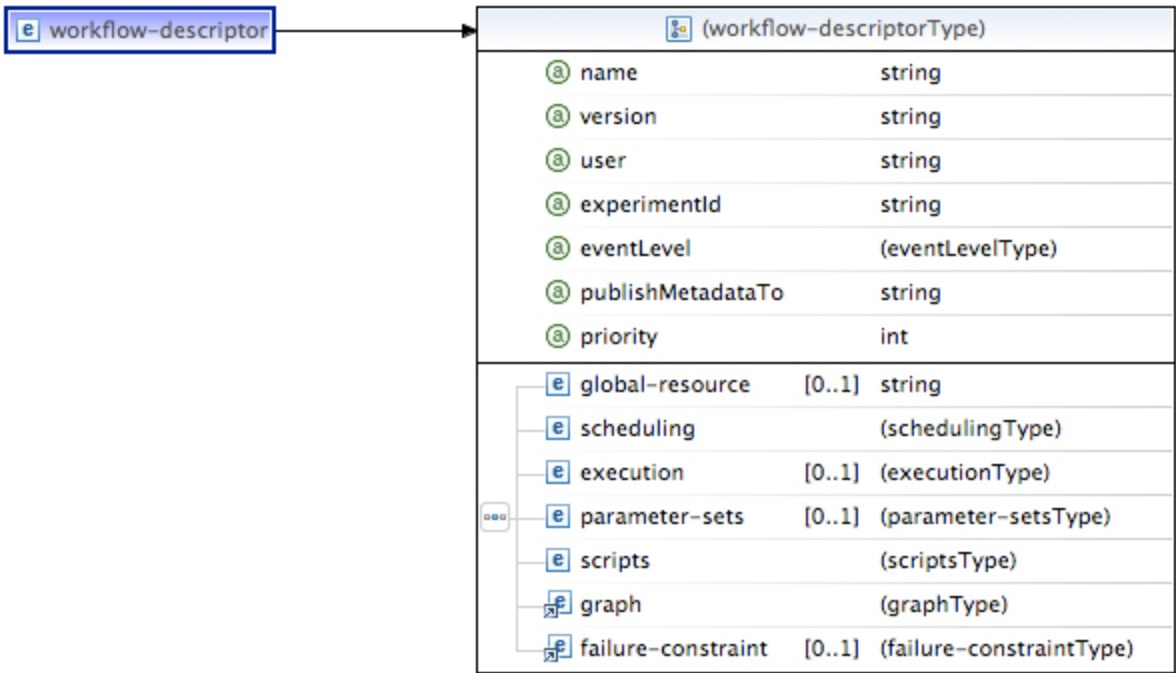 e workflow-descriptor
(workflow-descriptorType)
a name string
a version string
a user string
a experimentId string
a eventLevel (eventLevelType)
a publishMetadataTo string
a priority int
e global-resource [0..1] string
e scheduling (schedulingType)
e execution [0..1] (executionType)
e parameter-sets [0..1] (parameter-setsType)
e scripts (scriptsType)
e graph (graphType)
e failure-constraint [0..1] (failure-constraintType)